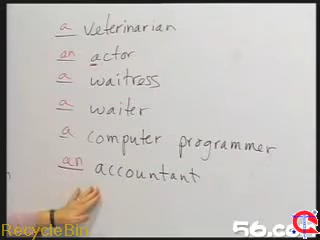 a veterinarian
an actor
a waitress
a waiter
a computer programmer
an accountant
RecycleBin
56.com